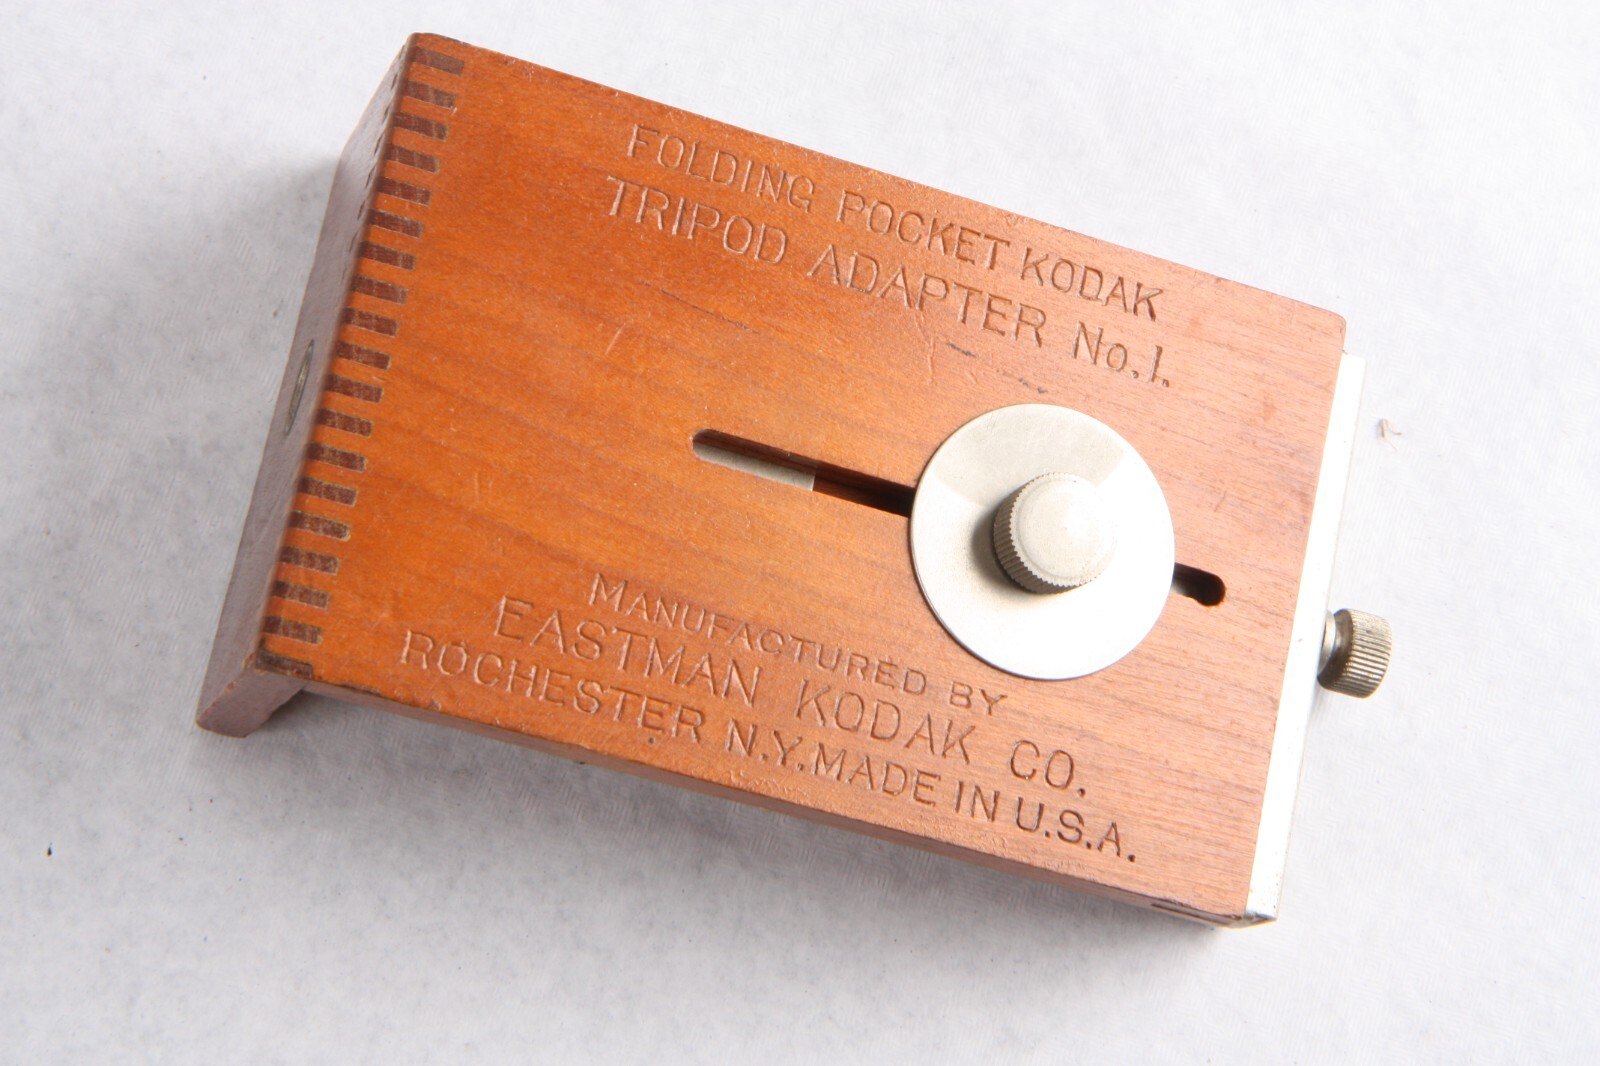 FOLDING POCKET KODAK
TRIPOD ADAPTER No.1.
MANUFACTURED BY
EASTMAN KODAK CO.
ROCHESTER N.Y. MADE IN U.S.A.